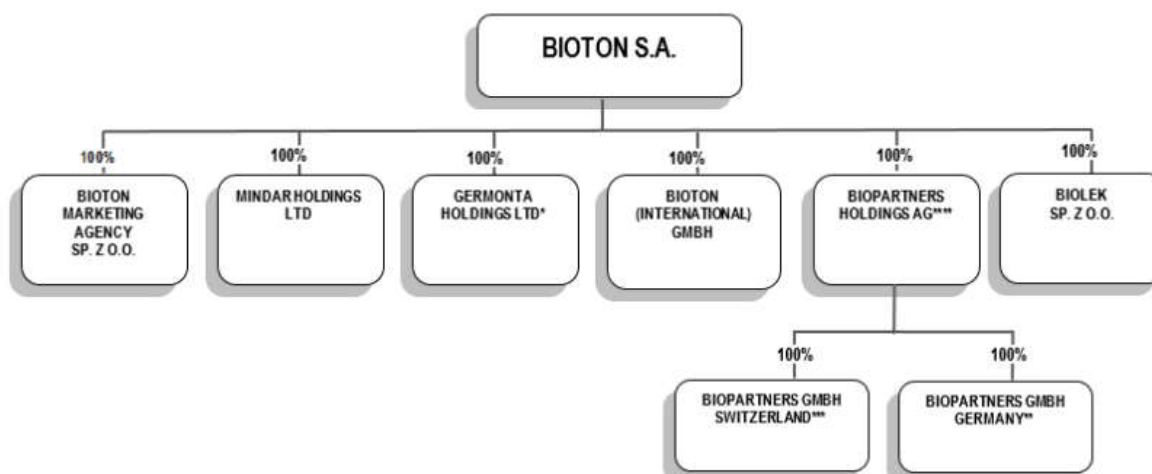 BIOTON S.A.
100%
100%
100%
100%
100%
100%
BIOTON
MARKETING
AGENCY
SP. Z O.O.
MINDAR HOLDINGS
LTD
GERMONTA
HOLDINGS LTD*
BIOTON
(INTERNATIONAL)
GMBH
BIOPARTNERS
HOLDINGS AG****
BIOLEK
SP. Z O.O.
100%
100%
BIOPARTNERS GMBH
SWITZERLAND***
BIOPARTNERS GMBH
GERMANY**